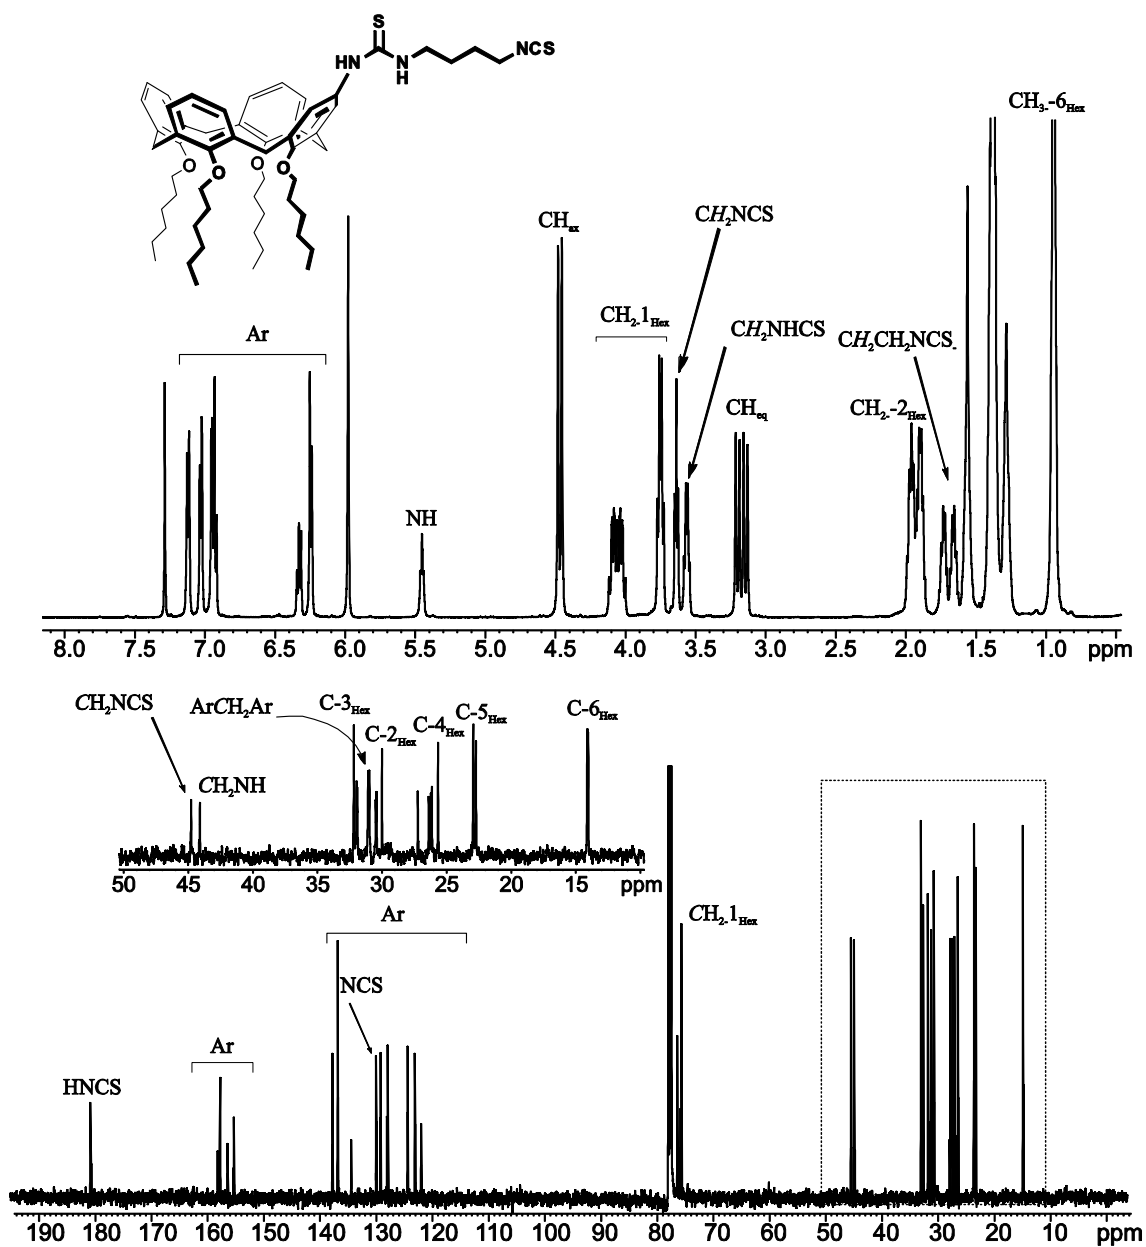 S
HN
N
H
NCS
O
O
O
O
CH3-6Hex
CH2NCS
CHax
CH2-1Hex
CH2NHCS
CH2CH2NCS-
Ar
CHeq
CH2-2Hex
NH
8.0 7.5 7.0 6.5 6.0 5.5 5.0 4.5 4.0 3.5 3.0 2.5 2.0 1.5 1.0 ppm
CH2NCS
ArCH2Ar
C-3Hex
C-2Hex
C-4Hex
C-5Hex
C-6Hex
CH2NH
50 45 40 35 30 25 20 15 ppm
Ar
CH2-1Hex
NCS
Ar
HNCS
190 180 170 160 150 140 130 120 110 100 90 80 70 60 50 40 30 20 10 ppm